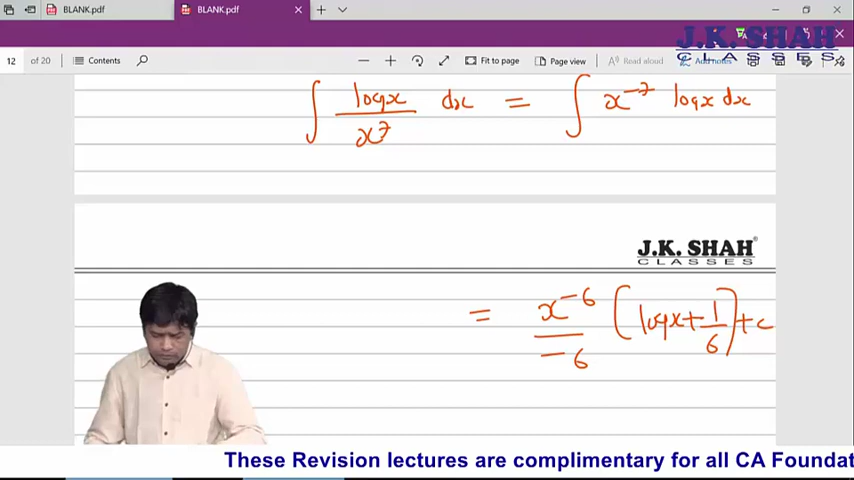 BLANK.pdf BLANK.pdf
J.K. SHAH
CLASSES
12 of 20 Contents Fit to page Page view Read aloud Add notes
∫ logx/x⁷ dx = ∫ x⁻⁷ logx dx
J.K. SHAH®
CLASSES
= x⁻⁶/−6 (logx + 1/6) + c
These Revision lectures are complimentary for all CA Foundat